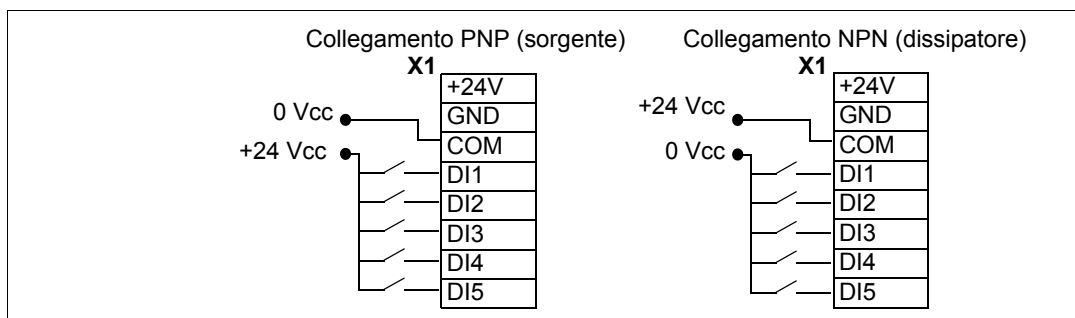 Collegamento PNP (sorgente)
X1
+24V
0 Vcc
GND
+24 Vcc
COM
DI1
DI2
DI3
DI4
DI5
Collegamento NPN (dissipatore)
X1
+24V
+24 Vcc
GND
0 Vcc
COM
DI1
DI2
DI3
DI4
DI5